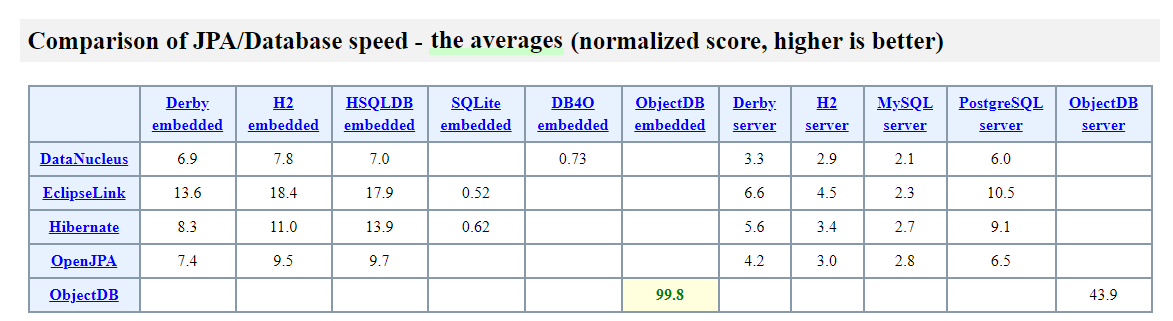 Comparison of JPA/Database speed - the averages (normalized score, higher is better)
Derby embedded H2 embedded HSQLDB embedded SQLite embedded DB4O embedded ObjectDB embedded Derby server H2 server MySQL server PostgreSQL server ObjectDB server
DataNucleus 6.9 7.8 7.0 0.73 3.3 2.9 2.1 6.0
EclipseLink 13.6 18.4 17.9 0.52 6.6 4.5 2.3 10.5
Hibernate 8.3 11.0 13.9 0.62 5.6 3.4 2.7 9.1
OpenJPA 7.4 9.5 9.7 4.2 3.0 2.8 6.5
ObjectDB 99.8 43.9